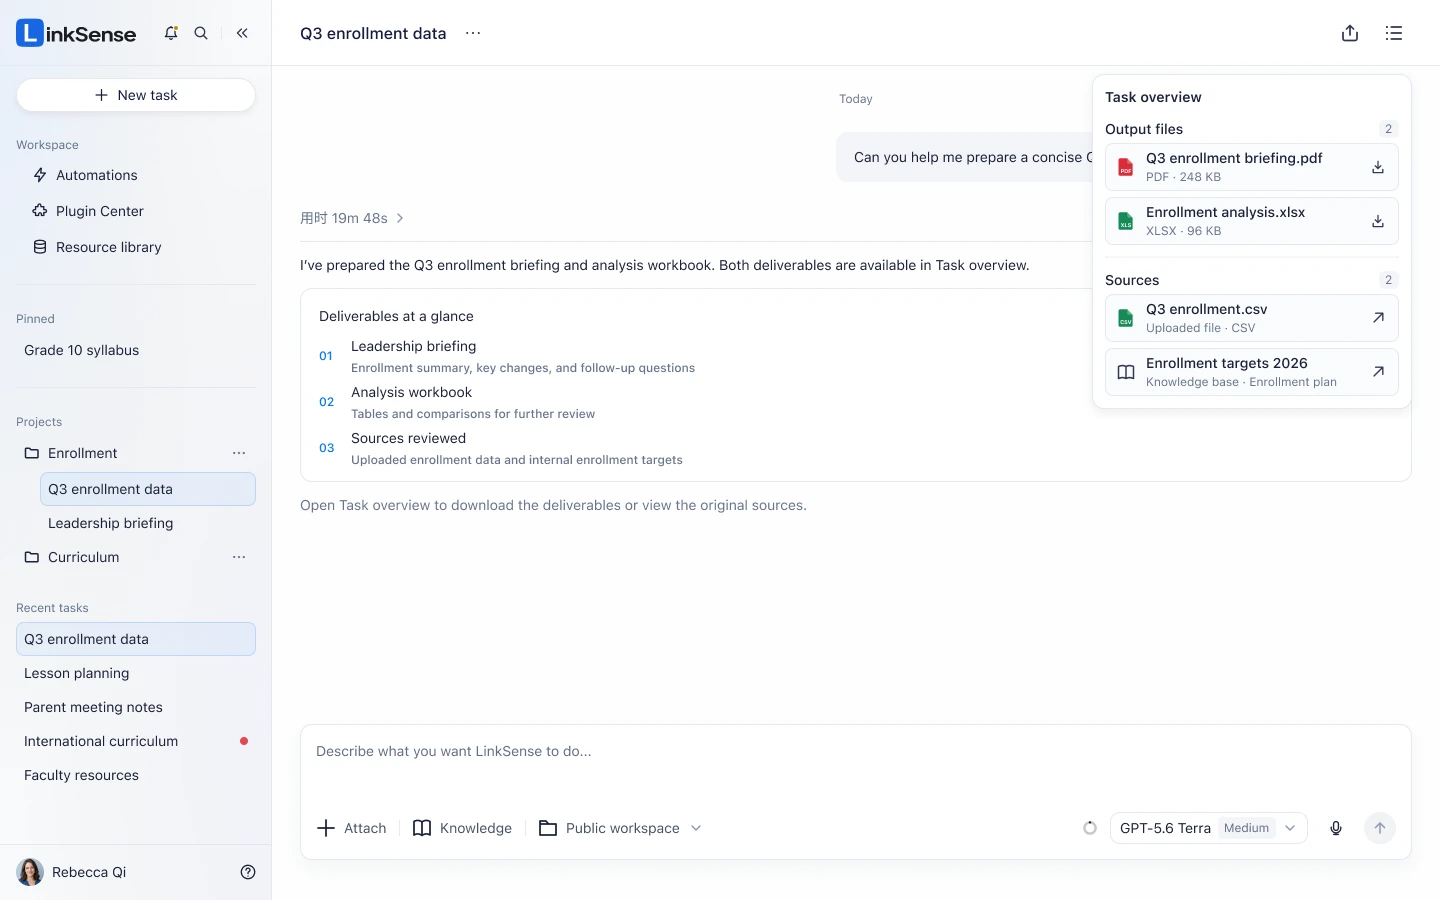 LinkSense
Q3 enrollment data
New task
Workspace
Automations
Plugin Center
Resource library
Pinned
Grade 10 syllabus
Projects
Enrollment
Q3 enrollment data
Leadership briefing
Curriculum
Recent tasks
Q3 enrollment data
Lesson planning
Parent meeting notes
International curriculum
Faculty resources
Rebecca Qi
Today
Can you help me prepare a concise
用时 19m 48s
I've prepared the Q3 enrollment briefing and analysis workbook. Both deliverables are available in Task overview.
Deliverables at a glance
01 Leadership briefing
Enrollment summary, key changes, and follow-up questions
02 Analysis workbook
Tables and comparisons for further review
03 Sources reviewed
Uploaded enrollment data and internal enrollment targets
Open Task overview to download the deliverables or view the original sources.
Task overview
Output files 2
PDF
Q3 enrollment briefing.pdf
PDF · 248 KB
XLS
Enrollment analysis.xlsx
XLSX · 96 KB
Sources 2
CSV
Q3 enrollment.csv
Uploaded file · CSV
Enrollment targets 2026
Knowledge base · Enrollment plan
Describe what you want LinkSense to do...
Attach Knowledge Public workspace GPT-5.6 Terra Medium